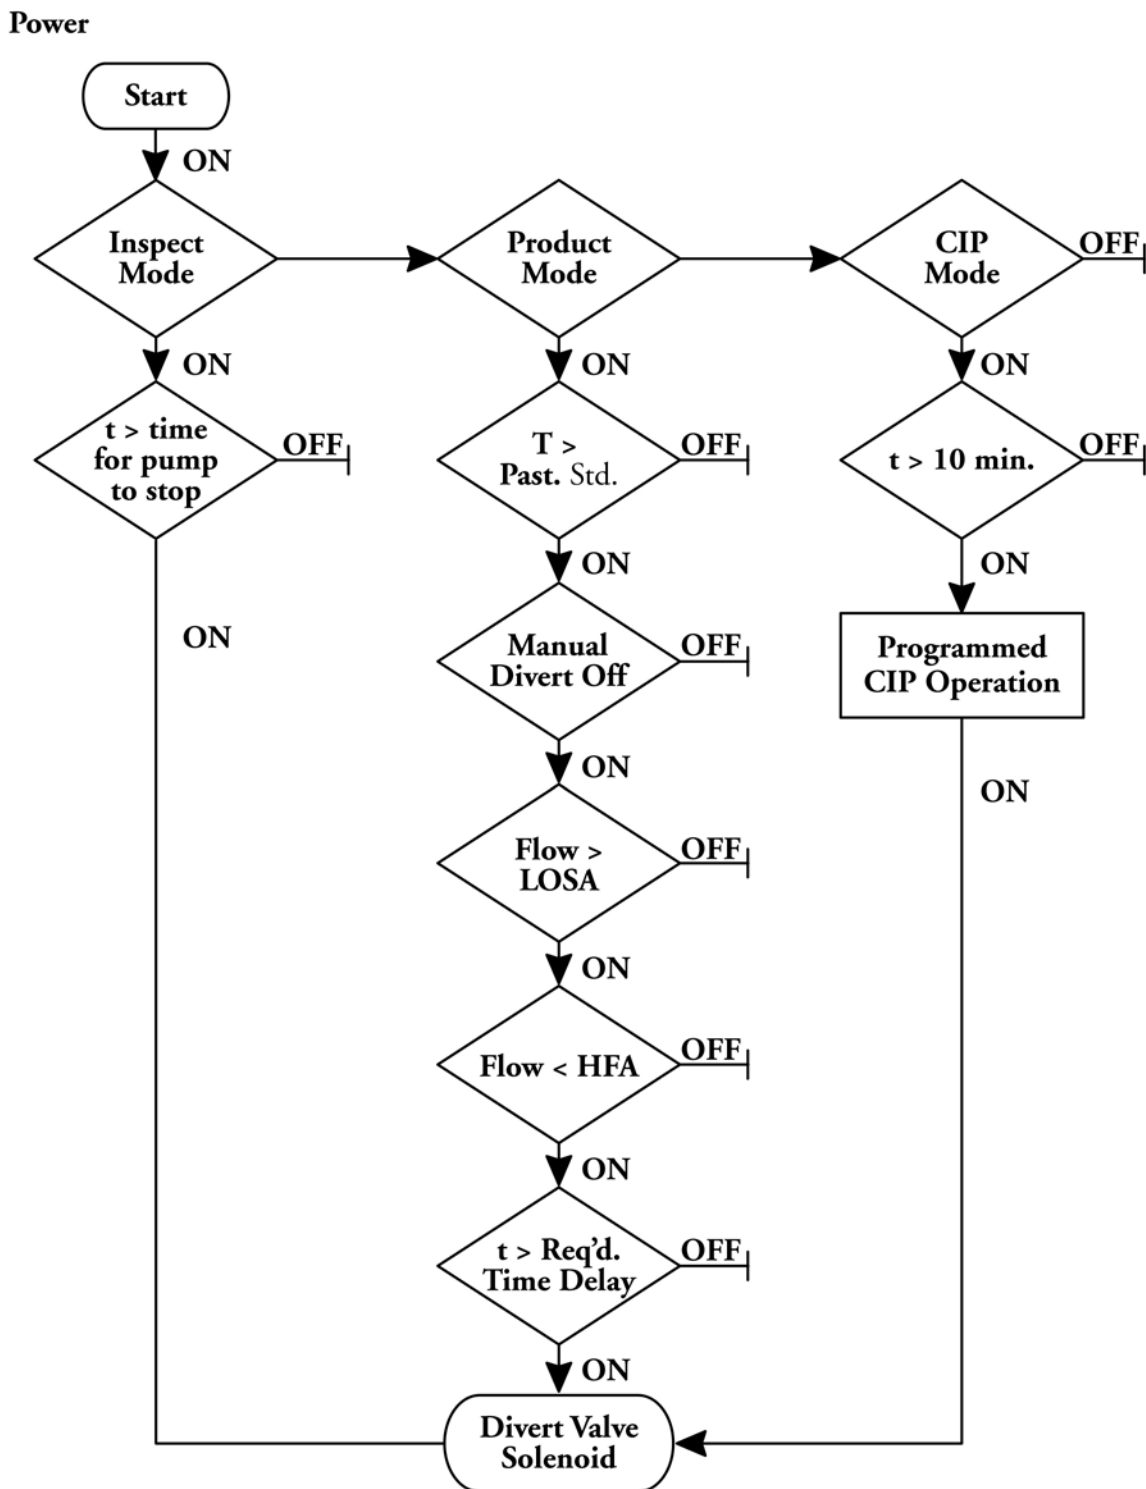 Power
Start
ON
Inspect
Mode
Product
Mode
CIP
Mode
OFF
ON
ON
ON
t > time
for pump
to stop
OFF
T >
Past. Std.
OFF
t > 10 min.
OFF
ON
ON
ON
Manual
Divert Off
OFF
Programmed
CIP Operation
ON
ON
Flow >
LOSA
OFF
ON
Flow < HFA
OFF
ON
t > Req’d.
Time Delay
OFF
ON
Divert Valve
Solenoid